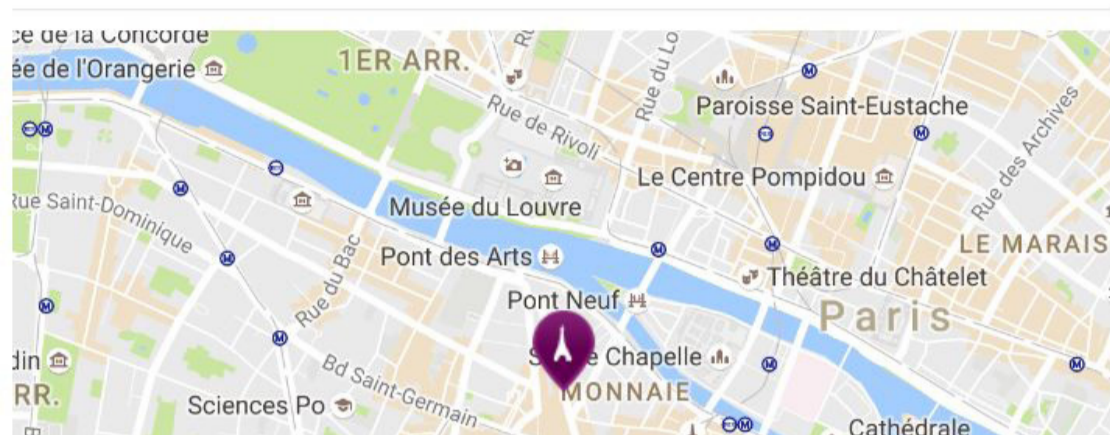 ce de la Concorde
ée de l'Orangerie
1ER ARR.
Rue du Lo
Paroisse Saint-Eustache
Rue de Rivoli
Rue des Archives
Le Centre Pompidou
Rue Saint-Dominique
Musée du Louvre
LE MARAIS
Pont des Arts
Rue du Bac
Théâtre du Châtelet
Pont Neuf
Paris
din
Chapelle
RR.
Bd Saint-Germain
MONNAIE
Sciences Po
Cathédrale